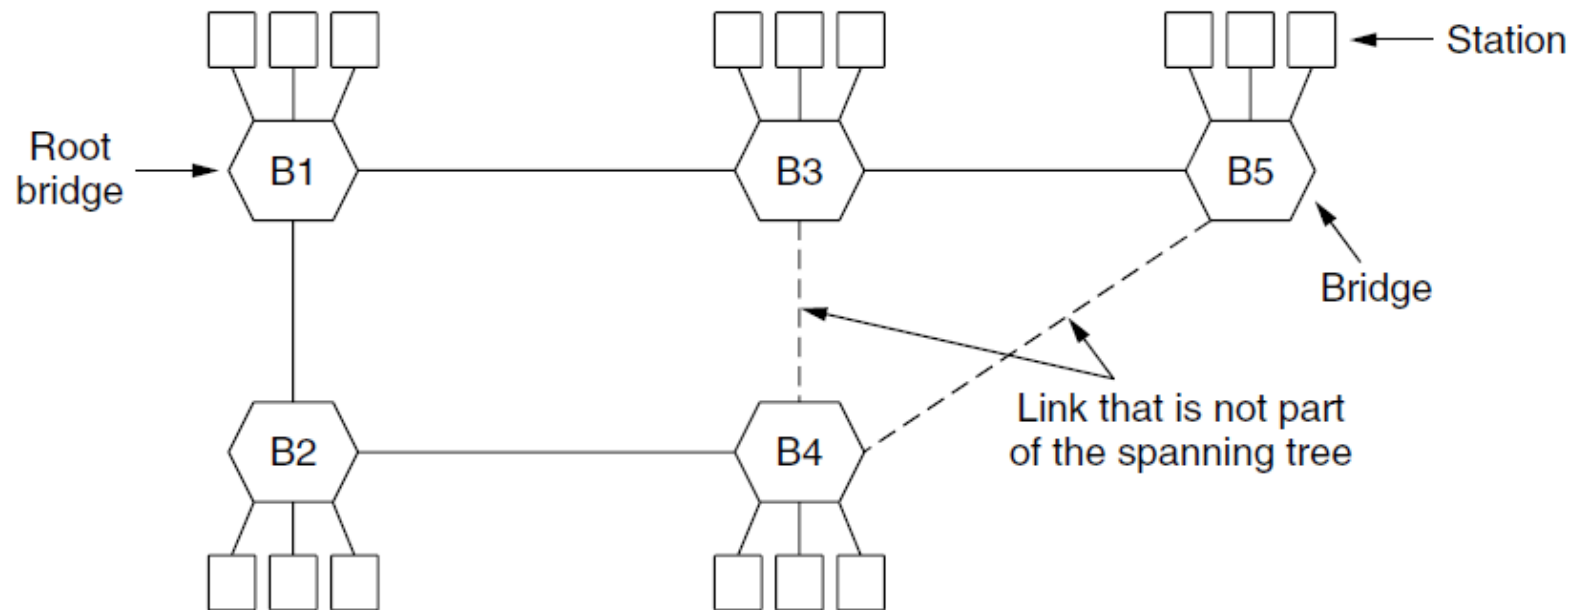 Station
Root
bridge
B1
B3
B5
Bridge
Link that is not part
of the spanning tree
B2
B4